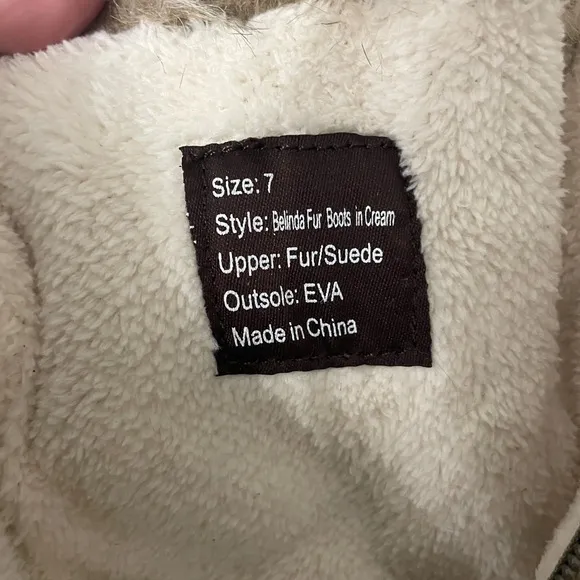 Size: 7
Style: Belinda Fur Boots in Cream
Upper: Fur/Suede
Outsole: EVA
Made in China